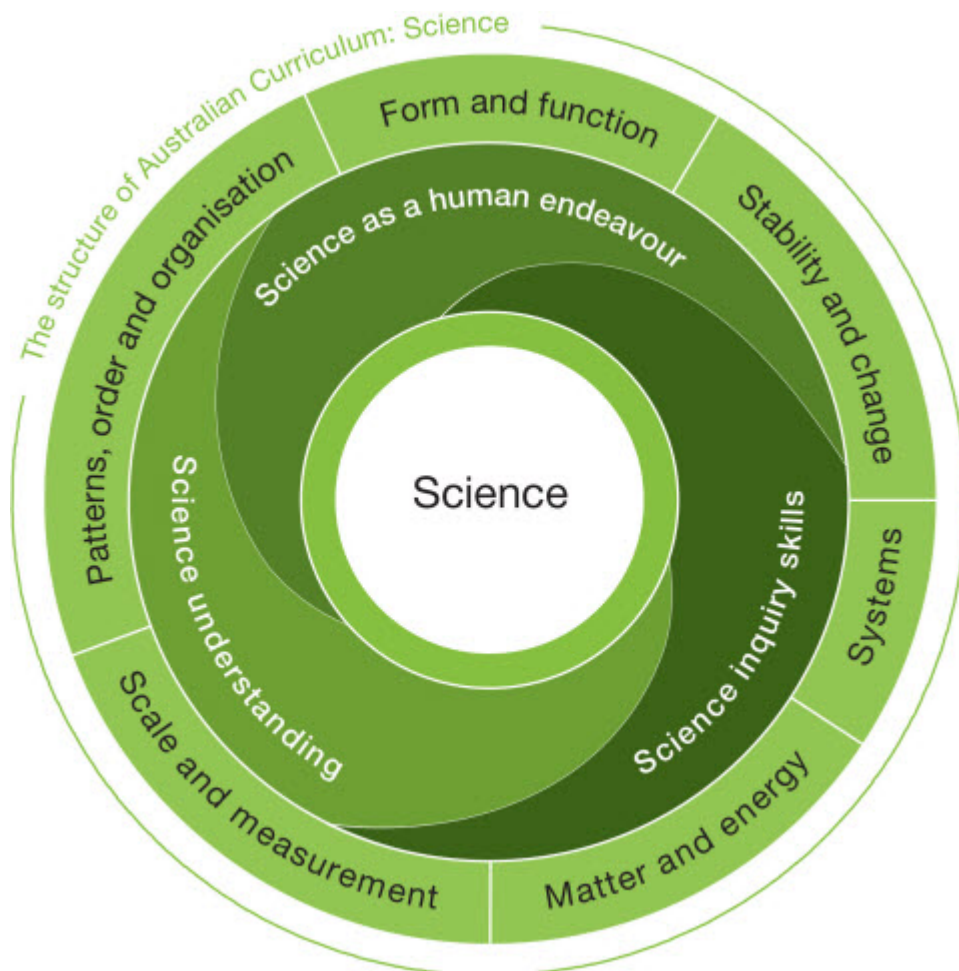 The structure of Australian Curriculum: Science
Form and function
Stability and change
Systems
Matter and energy
Scale and measurement
Patterns, order and organisation
Science as a human endeavour
Science inquiry skills
Science understanding
Science